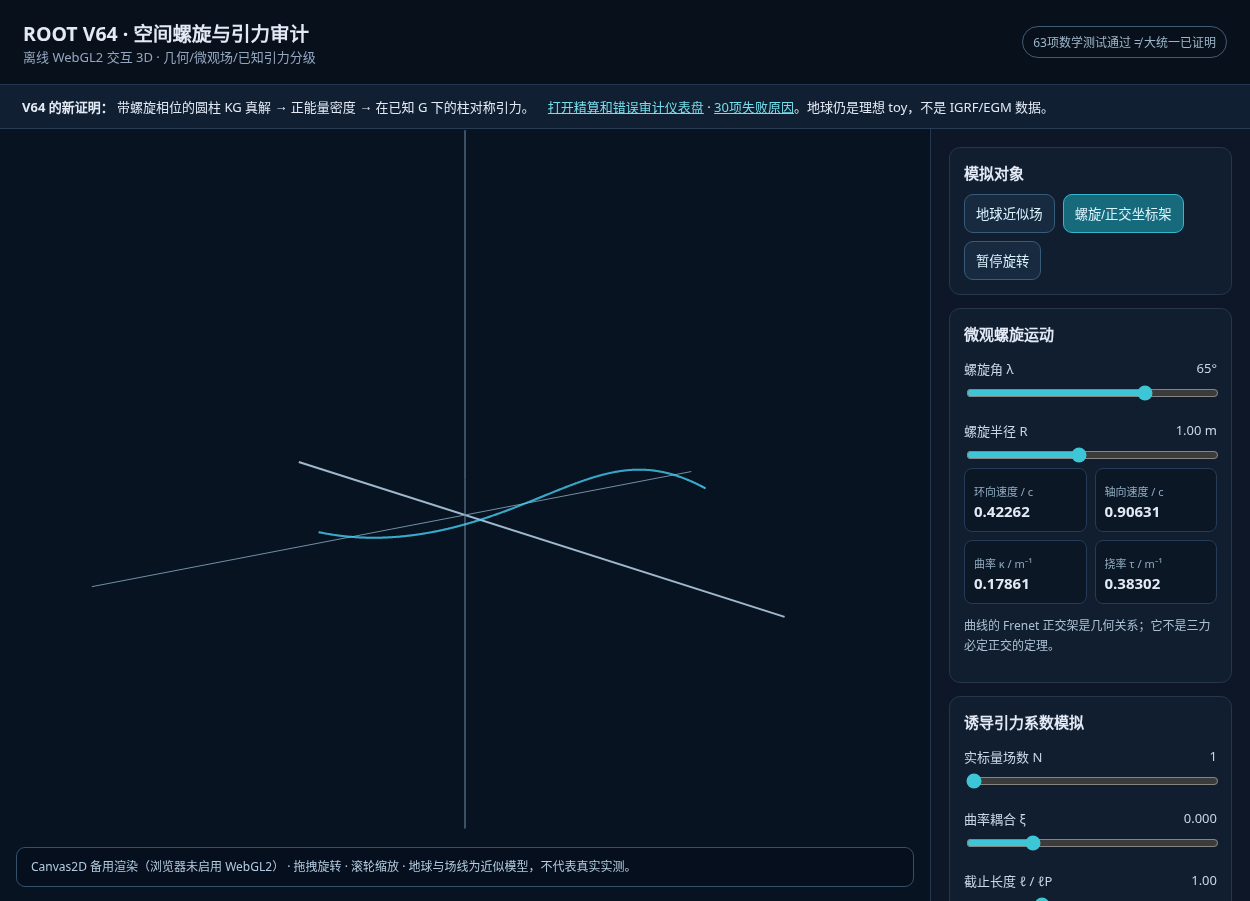 ROOT V64 · 空间螺旋与引力审计
离线 WebGL2 交互 3D · 几何/微观场/已知引力分级
63项数学测试通过 ≠ 大统一已证明
V64 的新证明： 带螺旋相位的圆柱 KG 真解 → 正能量密度 → 在已知 G 下的柱对称引力。 打开精算和错误审计仪表盘 · 30项失败原因。地球仍是理想 toy，不是 IGRF/EGM 数据。
模拟对象
地球近似场
螺旋/正交坐标架
暂停旋转
微观螺旋运动
螺旋角 λ 65°
螺旋半径 R 1.00 m
环向速度 / c
0.42262
轴向速度 / c
0.90631
曲率 κ / m⁻¹
0.17861
挠率 τ / m⁻¹
0.38302
曲线的 Frenet 正交架是几何关系；它不是三力
必定正交的定理。
诱导引力系数模拟
实标量场数 N 1
曲率耦合 ξ 0.000
截止长度 ℓ / ℓP 1.00
Canvas2D 备用渲染（浏览器未启用 WebGL2） · 拖拽旋转 · 滚轮缩放 · 地球与场线为近似模型，不代表真实实测。